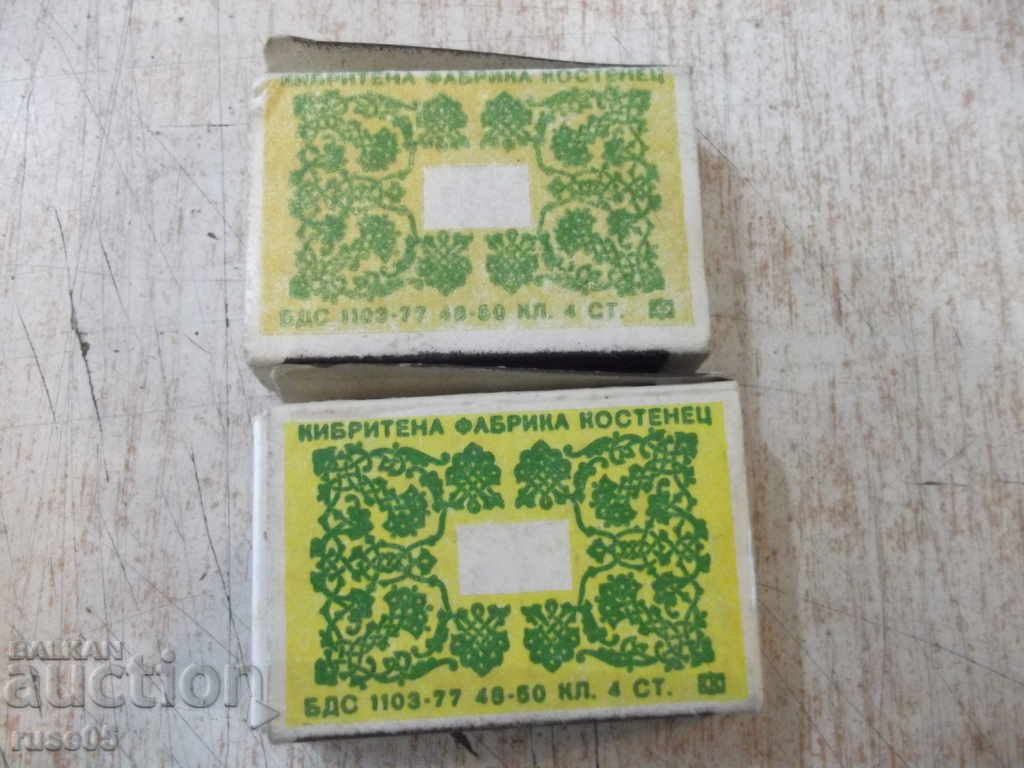 КИБРИТЕНА ФАБРИКА КОСТЕНЕЦ
БДС 1103-77 48-50 КЛ. 4 СТ.
КИБРИТЕНА ФАБРИКА КОСТЕНЕЦ
БДС 1103-77 48-50 КЛ. 4 СТ.
BALKAN
auction
ruse05